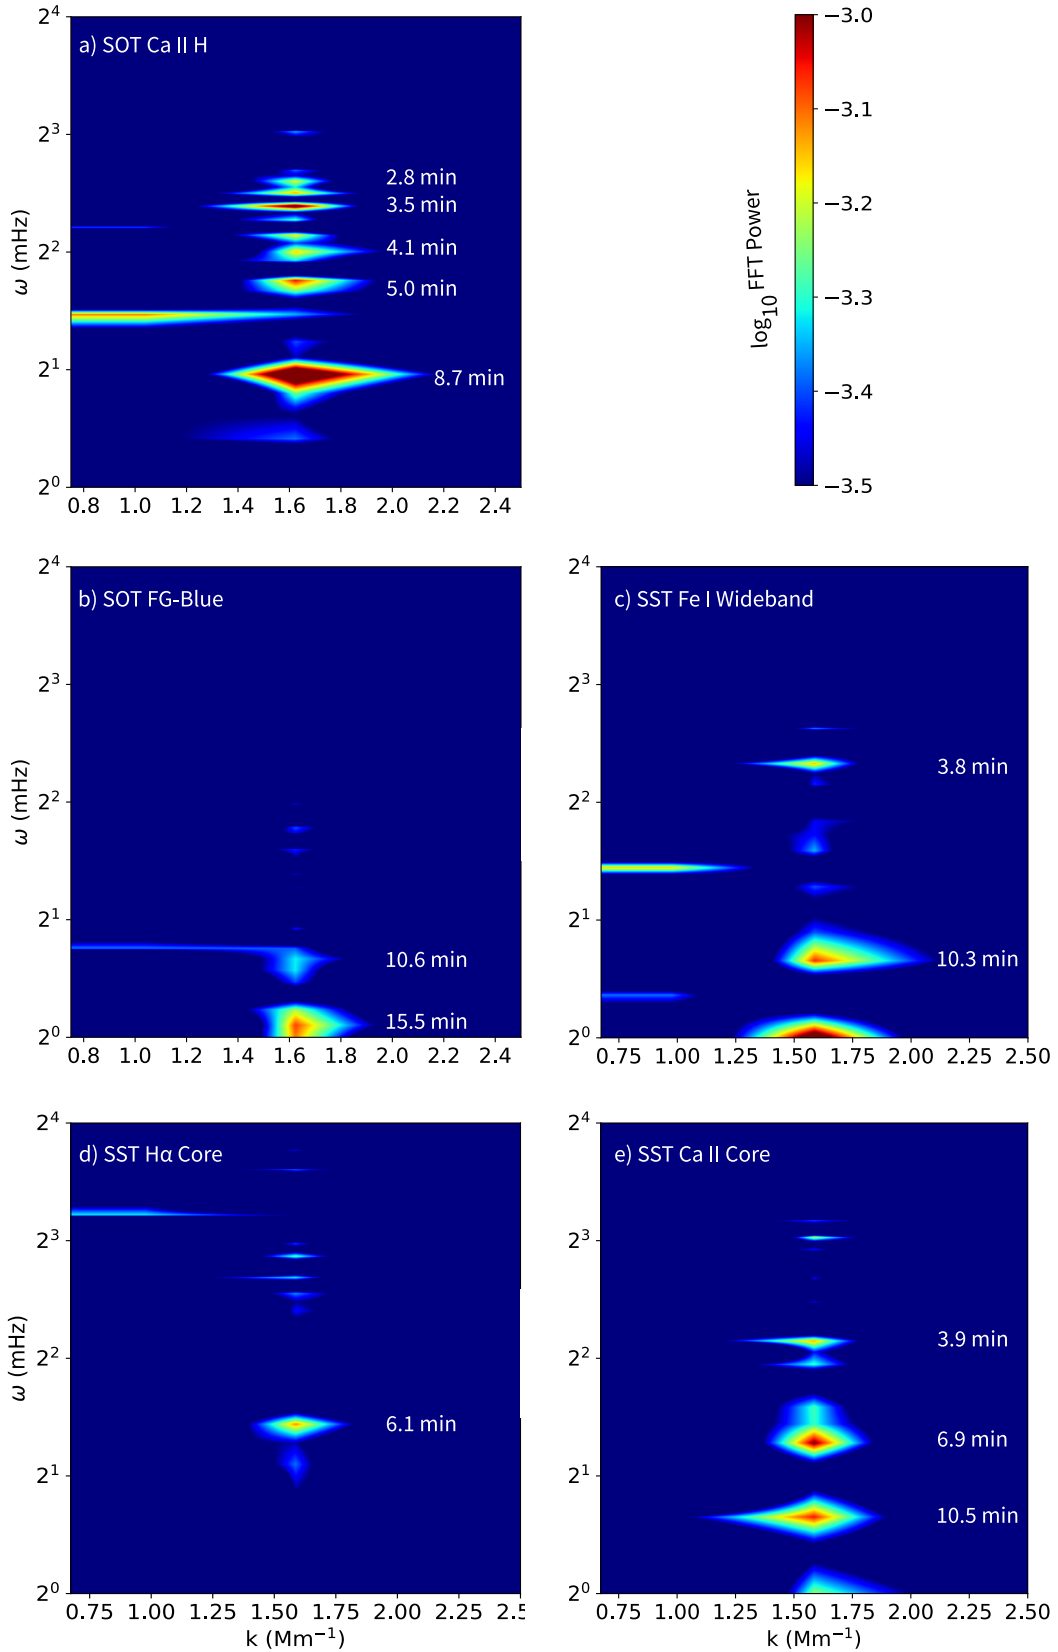 a) SOT Ca II H
2⁴
2³
2²
2¹
2⁰
ω (mHz)
2.8 min
3.5 min
4.1 min
5.0 min
8.7 min
0.8 1.0 1.2 1.4 1.6 1.8 2.0 2.2 2.4
log₁₀ FFT Power
−3.0
−3.1
−3.2
−3.3
−3.4
−3.5
b) SOT FG-Blue
2⁴
2³
2²
2¹
2⁰
ω (mHz)
10.6 min
15.5 min
0.8 1.0 1.2 1.4 1.6 1.8 2.0 2.2 2.4
c) SST Fe I Wideband
2⁴
2³
2²
2¹
2⁰
3.8 min
10.3 min
0.75 1.00 1.25 1.50 1.75 2.00 2.25 2.50
d) SST Hα Core
2⁴
2³
2²
2¹
2⁰
ω (mHz)
6.1 min
0.75 1.00 1.25 1.50 1.75 2.00 2.25 2.5
k (Mm⁻¹)
e) SST Ca II Core
2⁴
2³
2²
2¹
2⁰
3.9 min
6.9 min
10.5 min
0.75 1.00 1.25 1.50 1.75 2.00 2.25 2.50
k (Mm⁻¹)